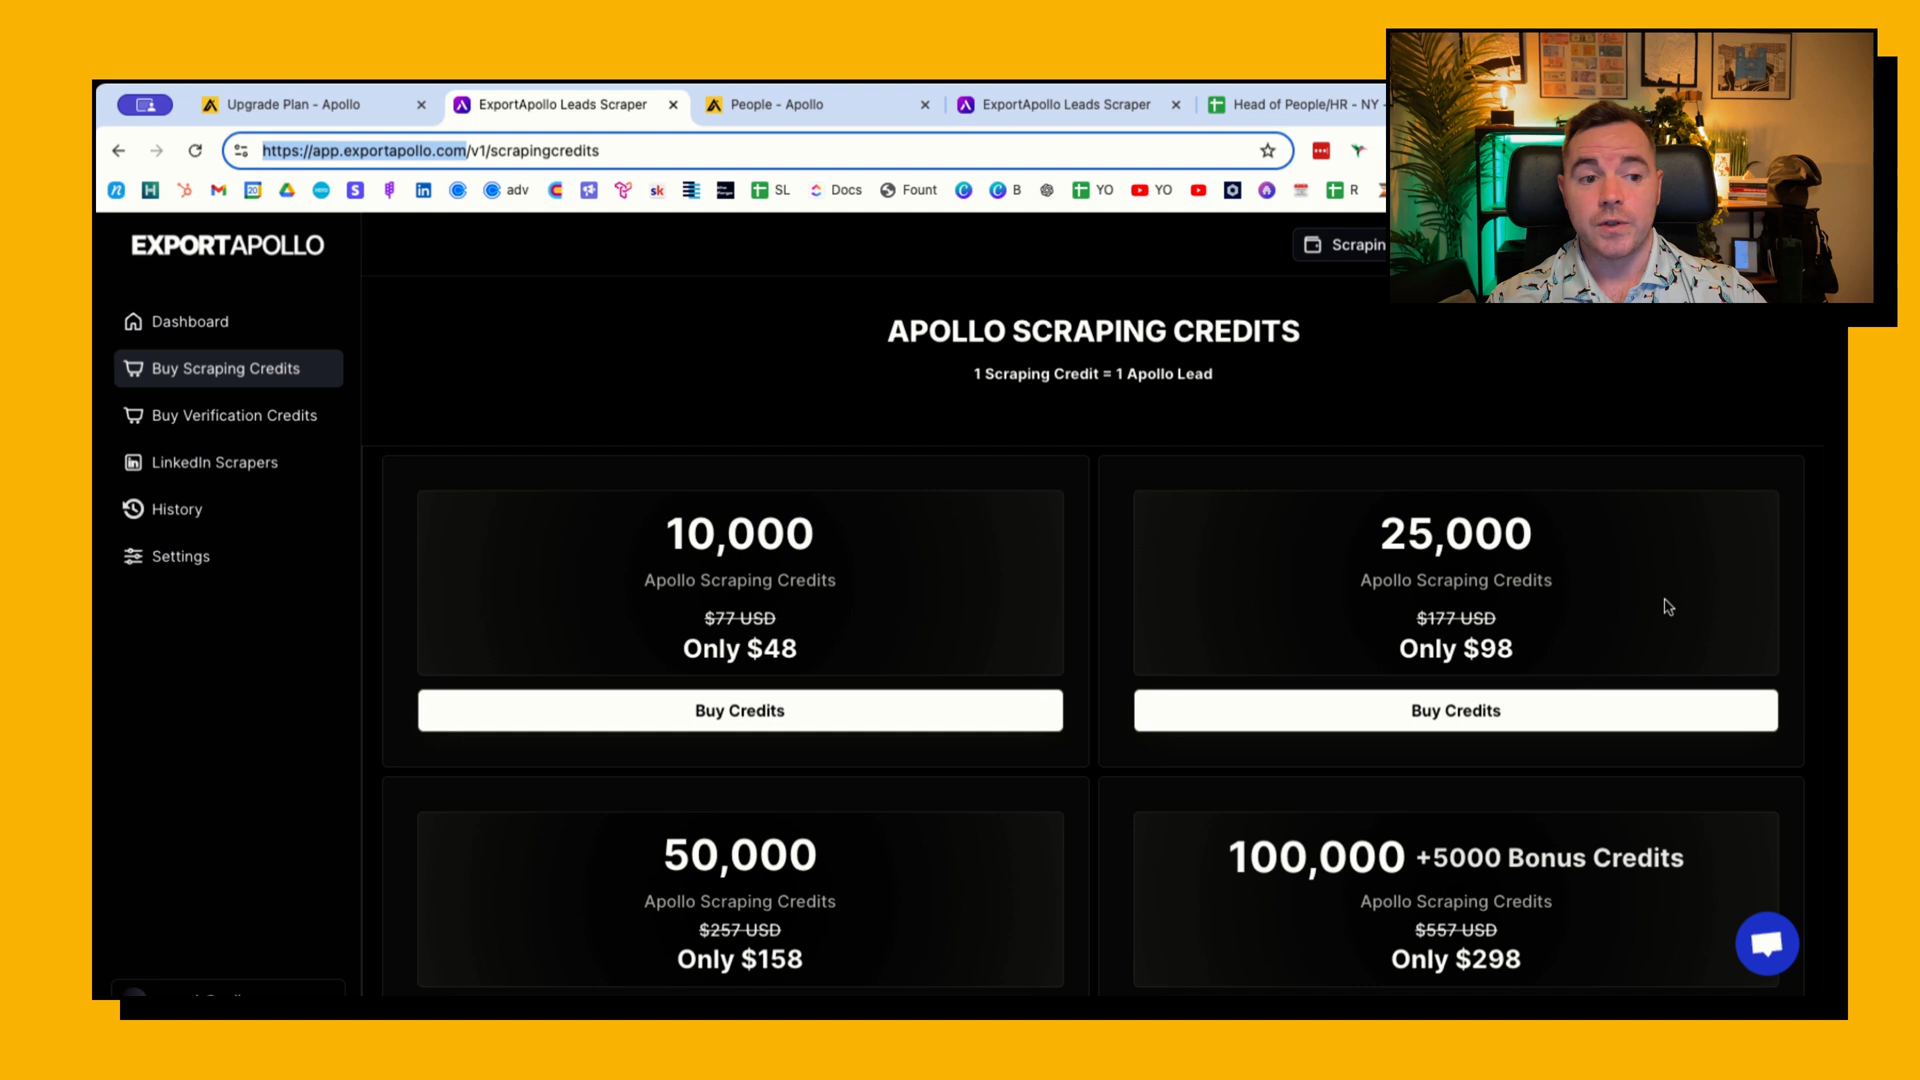 Upgrade Plan - Apollo
ExportApollo Leads Scraper
People - Apollo
ExportApollo Leads Scraper
Head of People/HR - NY -
https://app.exportapollo.com/v1/scrapingcredits
adv
sk
SL
Docs
Fount
B
YO
YO
R
EXPORTAPOLLO
Scrapin
Dashboard
Buy Scraping Credits
Buy Verification Credits
LinkedIn Scrapers
History
Settings
APOLLO SCRAPING CREDITS
1 Scraping Credit = 1 Apollo Lead
10,000
Apollo Scraping Credits
$77 USD
Only $48
Buy Credits
25,000
Apollo Scraping Credits
$177 USD
Only $98
Buy Credits
50,000
Apollo Scraping Credits
$257 USD
Only $158
100,000 +5000 Bonus Credits
Apollo Scraping Credits
$557 USD
Only $298